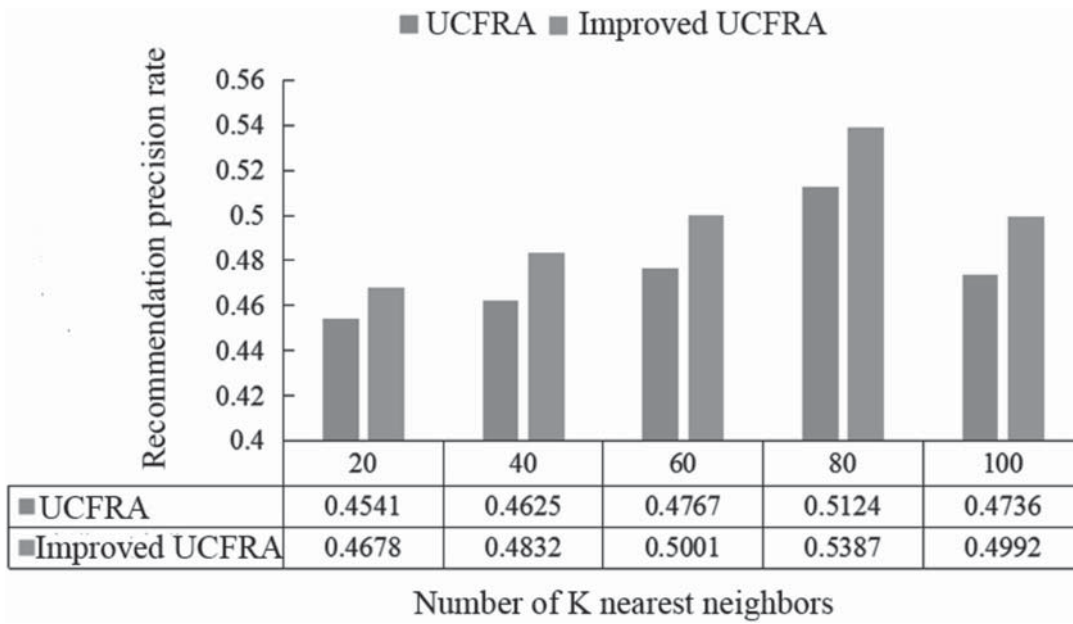 UCFRA Improved UCFRA
Recommendation precision rate
0.56
0.54
0.52
0.5
0.48
0.46
0.44
0.42
0.4
20 40 60 80 100
UCFRA 0.4541 0.4625 0.4767 0.5124 0.4736
Improved UCFRA 0.4678 0.4832 0.5001 0.5387 0.4992
Number of K nearest neighbors